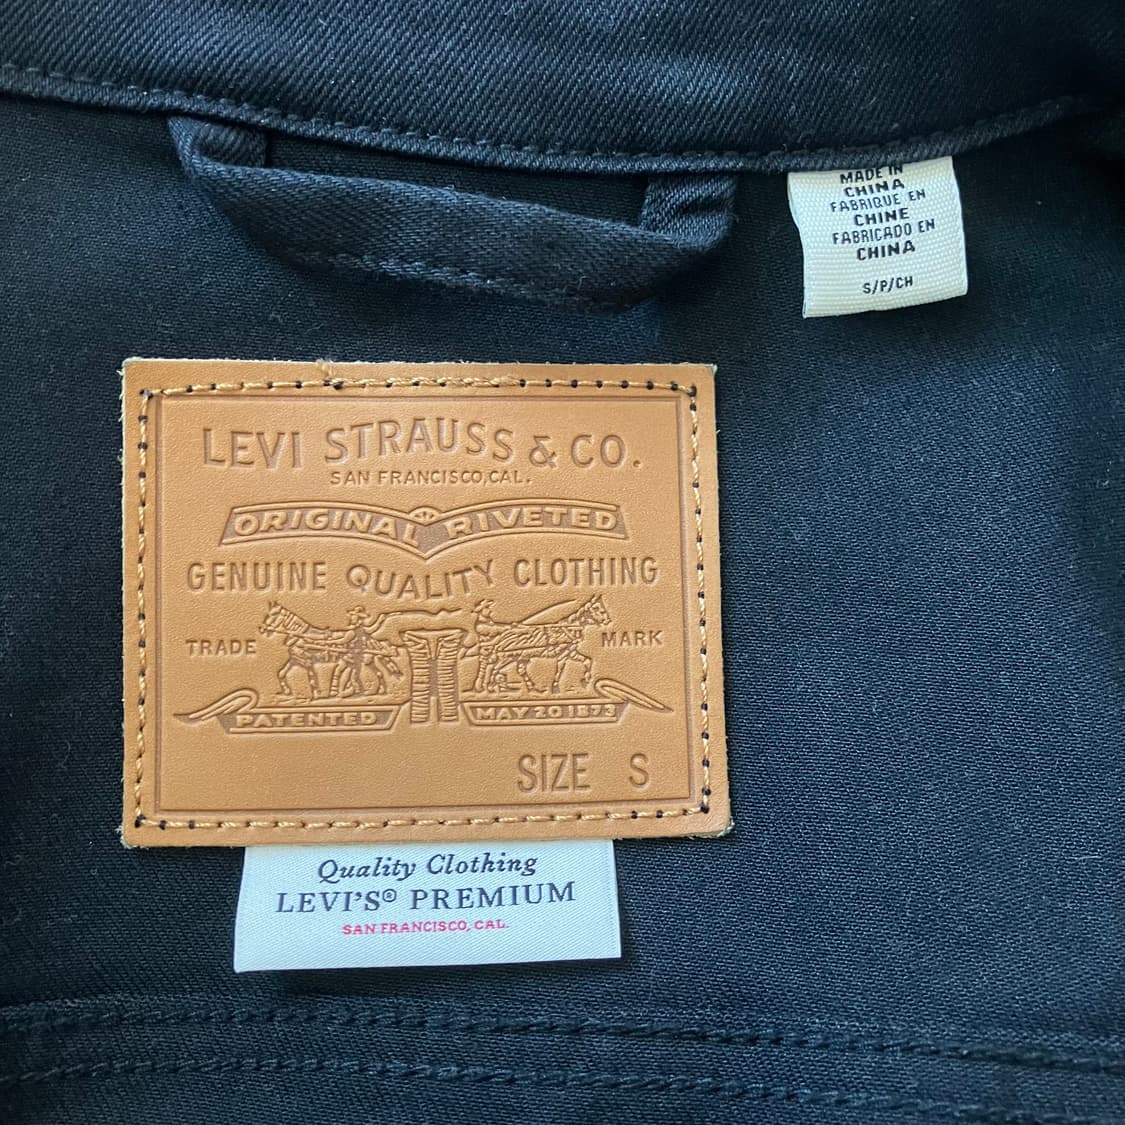 MADE IN
CHINA
FABRIQUE EN
CHINE
FABRICADO EN
CHINA
S/P/CH
LEVI STRAUSS & CO.
SAN FRANCISCO, CAL.
ORIGINAL RIVETED
GENUINE QUALITY CLOTHING
TRADE MARK
PATENTED MAY 20 1873
SIZE S
Quality Clothing
LEVI'S® PREMIUM
SAN FRANCISCO, CAL.